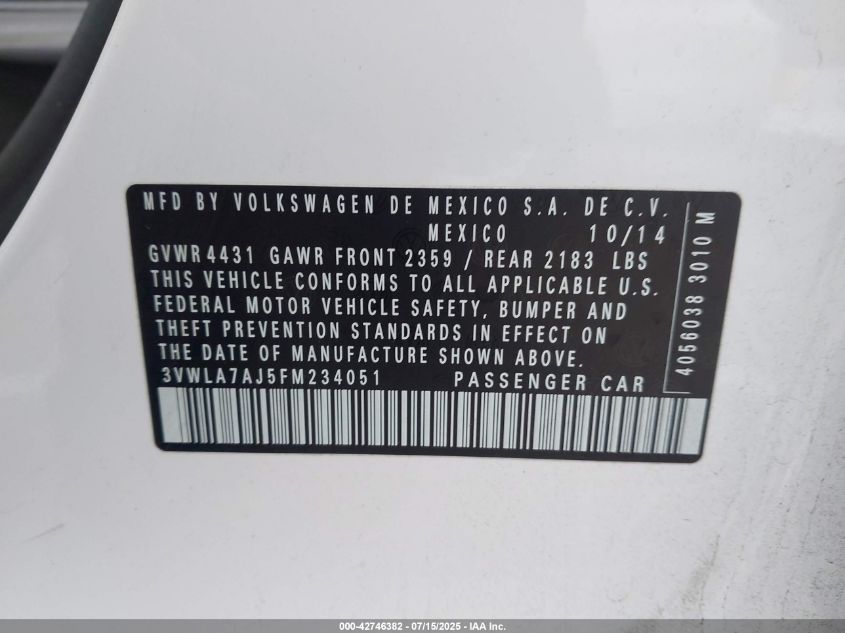 MFD BY VOLKSWAGEN DE MEXICO S.A. DE C.V.
MEXICO 10/14
GVWR 4431 GAWR FRONT 2359 / REAR 2183 LBS
THIS VEHICLE CONFORMS TO ALL APPLICABLE U.S.
FEDERAL MOTOR VEHICLE SAFETY, BUMPER AND
THEFT PREVENTION STANDARDS IN EFFECT ON
THE DATE OF MANUFACTURE SHOWN ABOVE.
3VWLA7AJ5FM234051 PASSENGER CAR
4056038 3010 M
000-42746382 - 07/15/2025 - IAA Inc.